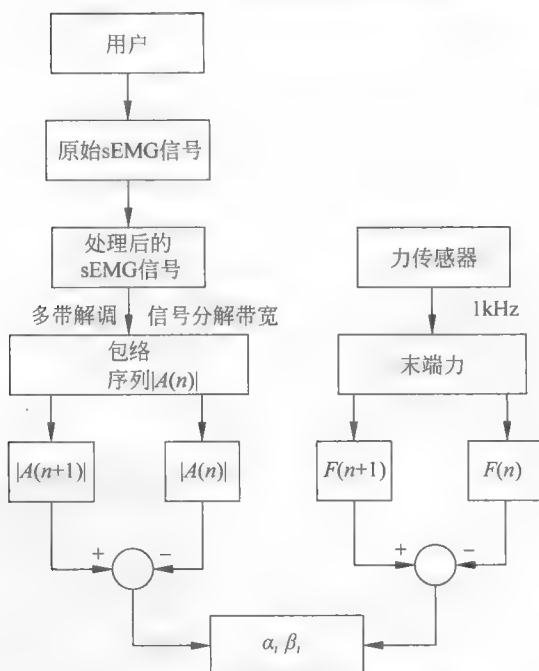 用户
原始sEMG信号
处理后的
sEMG信号
力传感器
多带解调 信号分解带宽
1kHz
包络
序列|A(n)|
末端力
|A(n+1)|
|A(n)|
F(n+1)
F(n)
+ −
+ −
αᵢ βᵢ